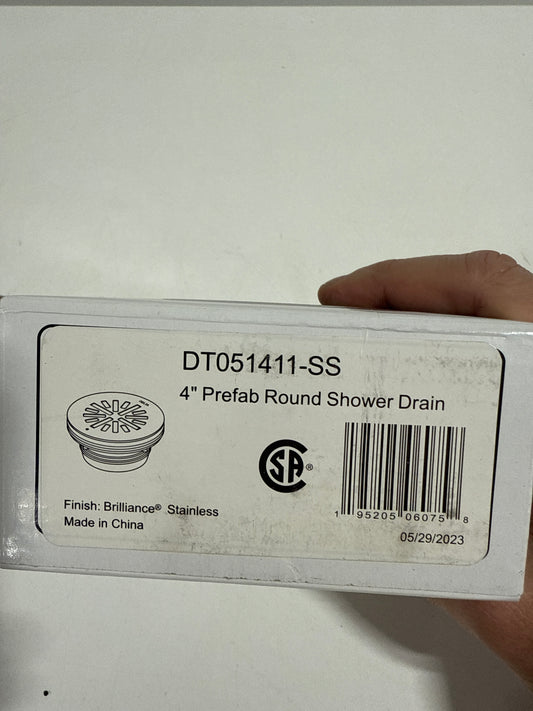 DT051411-SS
4" Prefab Round Shower Drain
SA®
Finish: Brilliance® Stainless
Made in China
1 95205 06075 8
05/29/2023